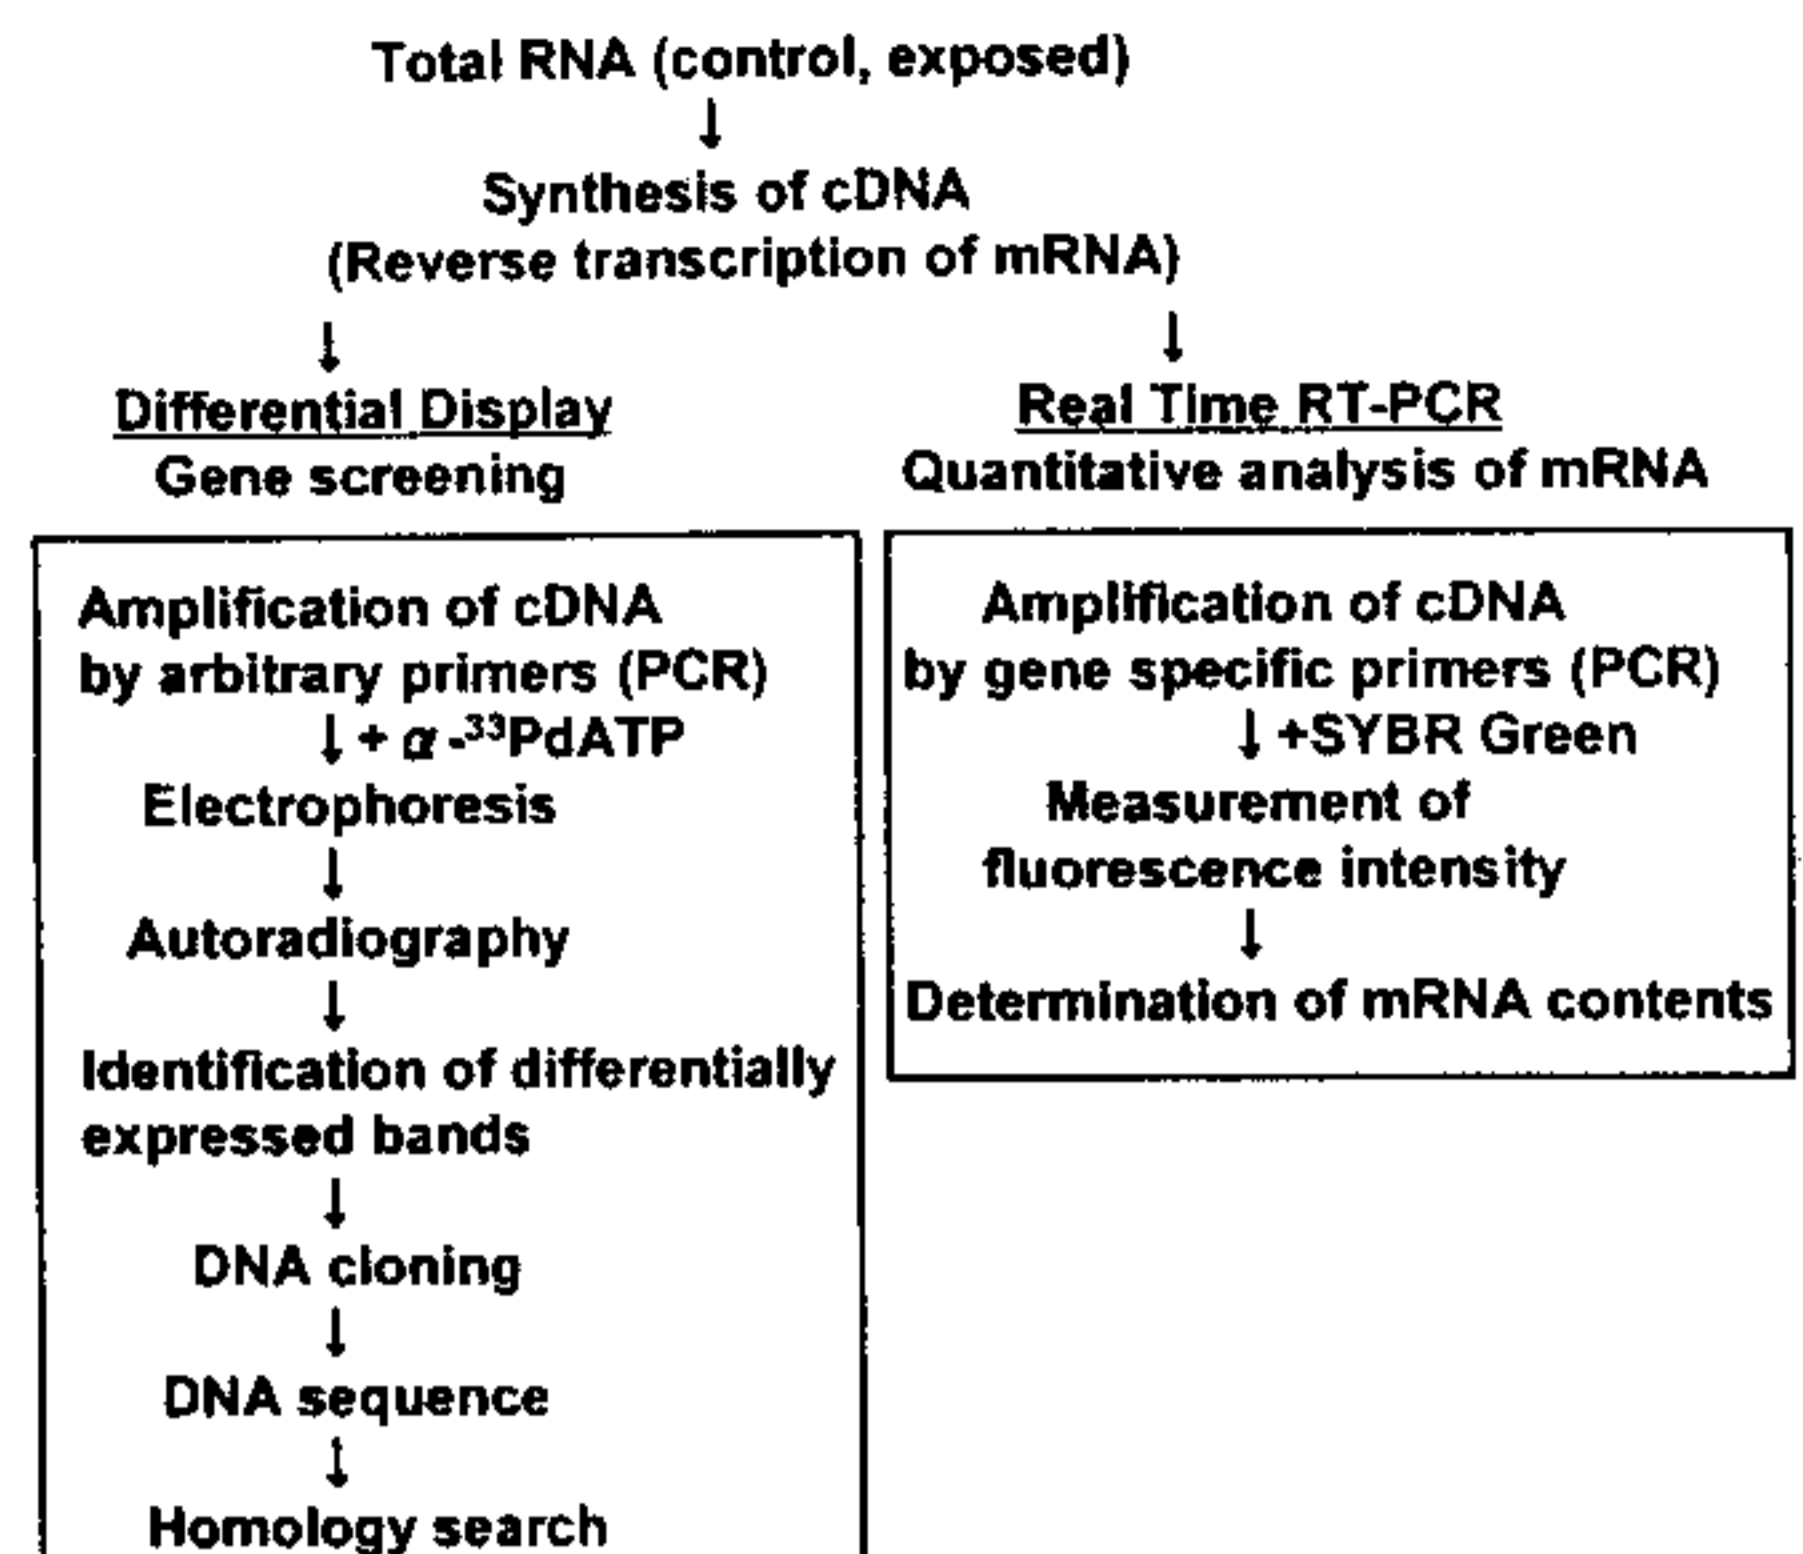 Total RNA (control, exposed)
↓
Synthesis of cDNA
(Reverse transcription of mRNA)
↓ ↓
Differential Display
Gene screening
Amplification of cDNA
by arbitrary primers (PCR)
↓ + α -³³PdATP
Electrophoresis
↓
Autoradiography
↓
Identification of differentially
expressed bands
↓
DNA cloning
↓
DNA sequence
↓
Homology search
Real Time RT-PCR
Quantitative analysis of mRNA
Amplification of cDNA
by gene specific primers (PCR)
↓ +SYBR Green
Measurement of
fluorescence intensity
↓
Determination of mRNA contents